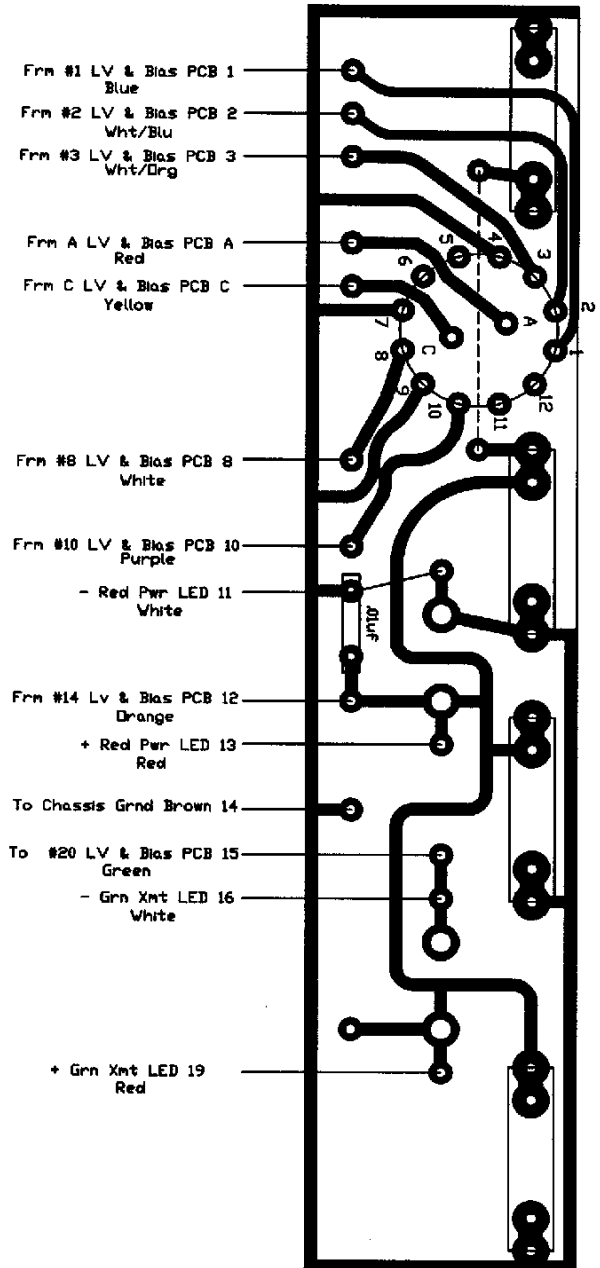 Frm #1 LV & Bias PCB 1
Blue
Frm #2 LV & Bias PCB 2
Wht/Blu
Frm #3 LV & Bias PCB 3
Wht/Org
Frm A LV & Bias PCB A
Red
Frm C LV & Bias PCB C
Yellow
5
4
3
6
2
A
7
C
1
8
9
10
11
12
Frm #8 LV & Bias PCB 8
White
Frm #10 LV & Bias PCB 10
Purple
- Red Pwr LED 11
White
.01uf
Frm #14 Lv & Bias PCB 12
Orange
+ Red Pwr LED 13
Red
To Chassis Grnd Brown 14
To #20 LV & Bias PCB 15
Green
- Grn Xmt LED 16
White
+ Grn Xmt LED 19
Red